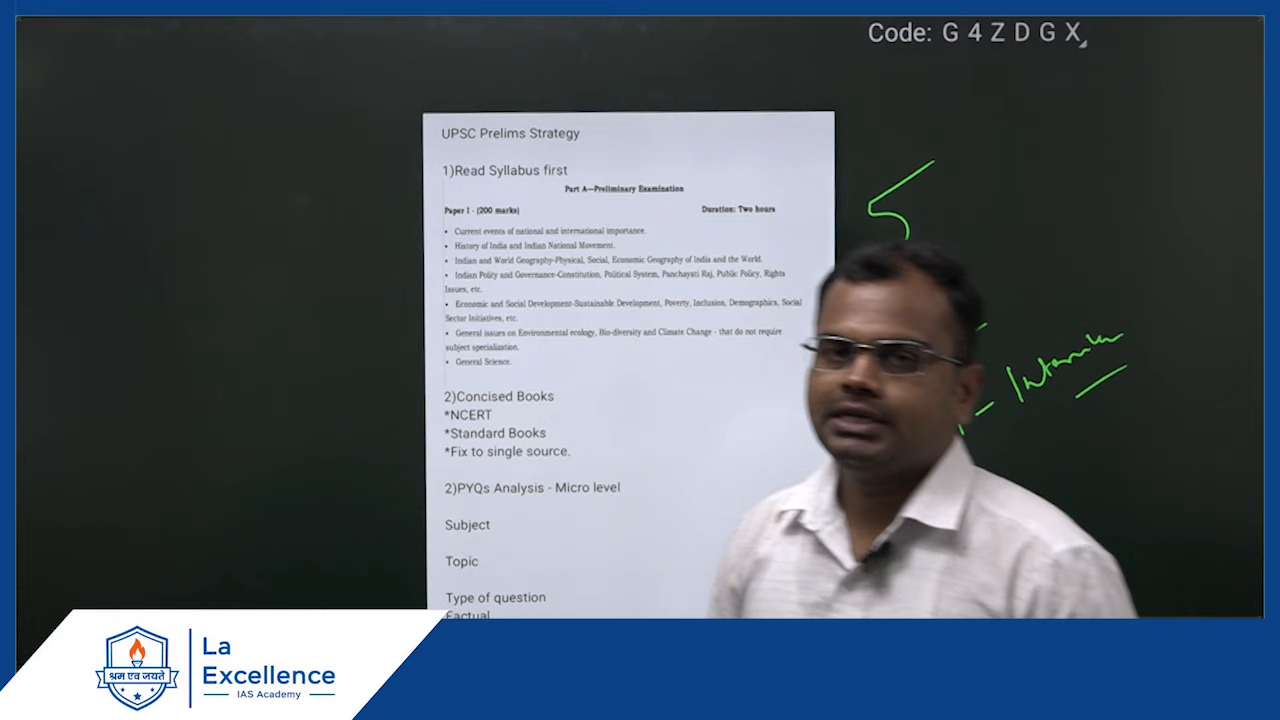 Code: G 4 Z D G X
UPSC Prelims Strategy
1)Read Syllabus first
Part A—Preliminary Examination
Paper I - (200 marks) Duration: Two hours
• Current events of national and international importance.
• History of India and Indian National Movement.
• Indian and World Geography-Physical, Social, Economic Geography of India and the World.
• Indian Polity and Governance-Constitution, Political System, Panchayati Raj, Public Policy, Rights
Issues, etc.
• Economic and Social Development-Sustainable Development, Poverty, Inclusion, Demographics, Social
Sector Initiatives, etc.
• General issues on Environmental ecology, Bio-diversity and Climate Change - that do not require
subject specialization.
• General Science.
2)Concised Books
*NCERT
*Standard Books
*Fix to single source.
2)PYQs Analysis - Micro level
Subject
Topic
Type of question
Factual
5
श्रम एव जयते
La
Excellence
IAS Academy